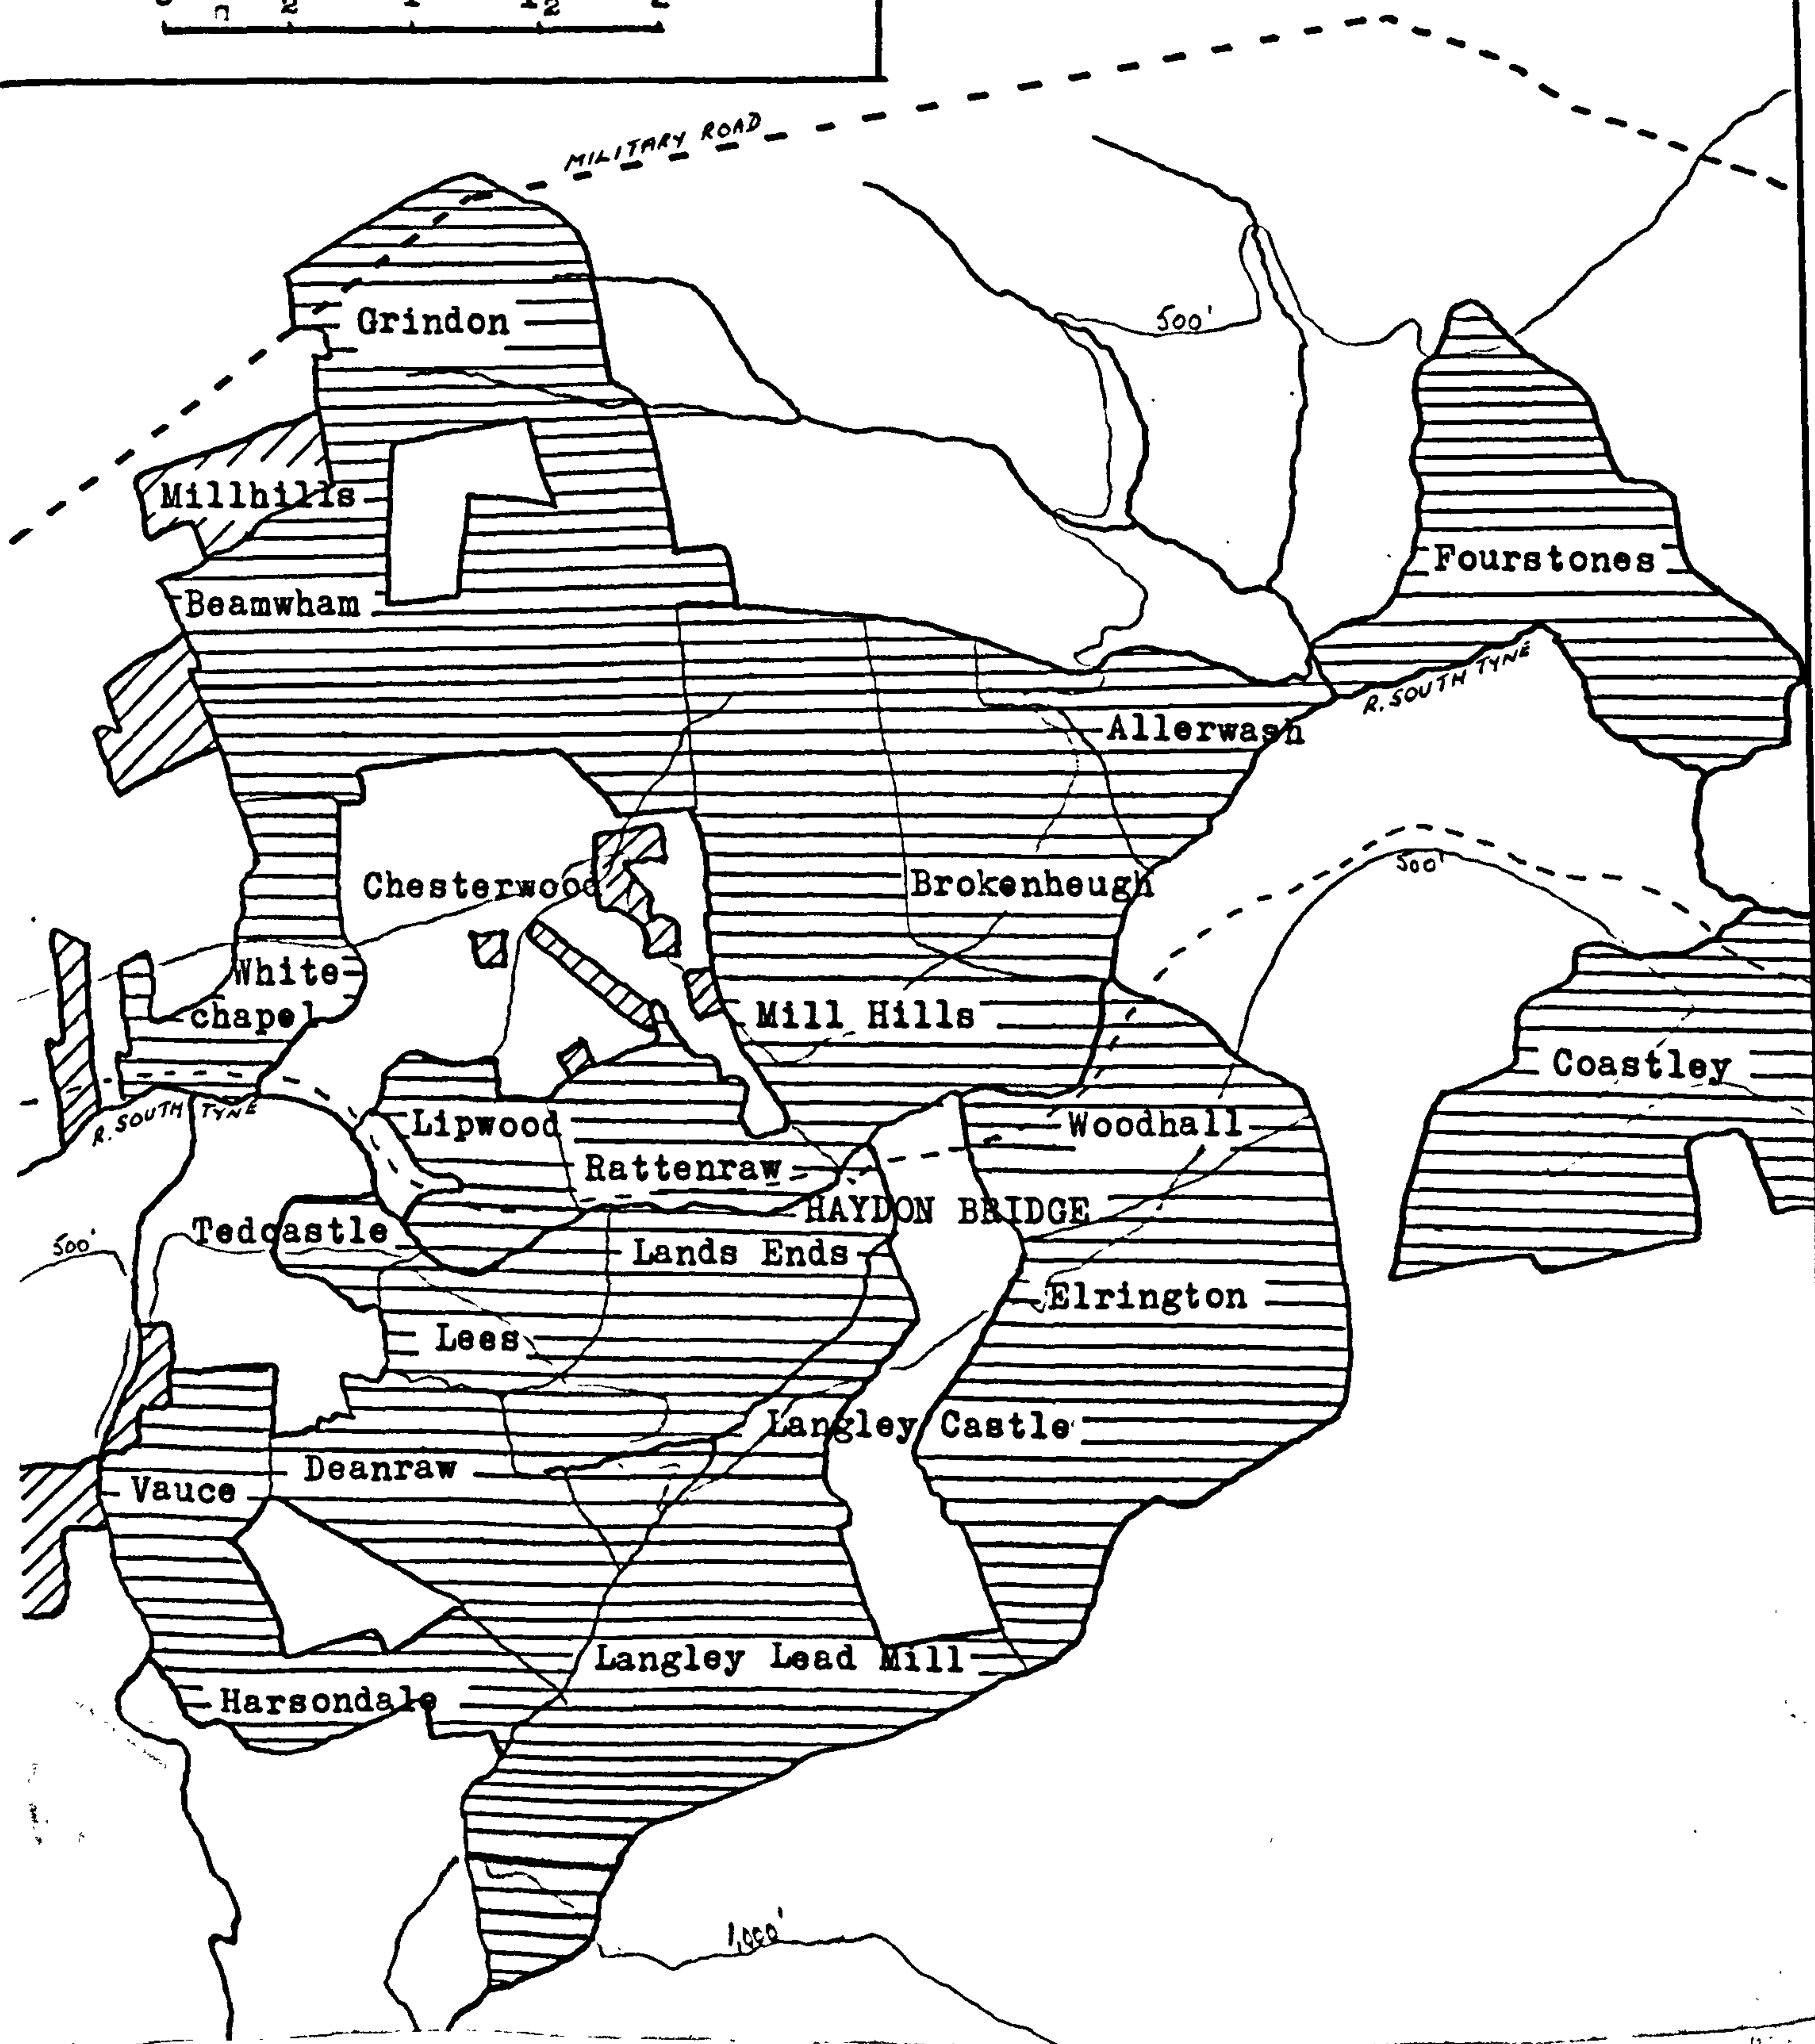 MILITARY ROAD
Grindon
500'
Millhills
Fourstones
Beamwham
R. SOUTH TYNE
Allerwash
500'
Chesterwood
Brokenheugh
White
chapel
Mill Hills
Coastley
R. SOUTH TYNE
Lipwood
Woodhall
Rattenraw
HAYDON BRIDGE
Tedcastle
500'
Lands Ends
Elrington
Lees
Langley Castle
Deanraw
Vauce
Langley Lead Mill
Harsondale
1,000'